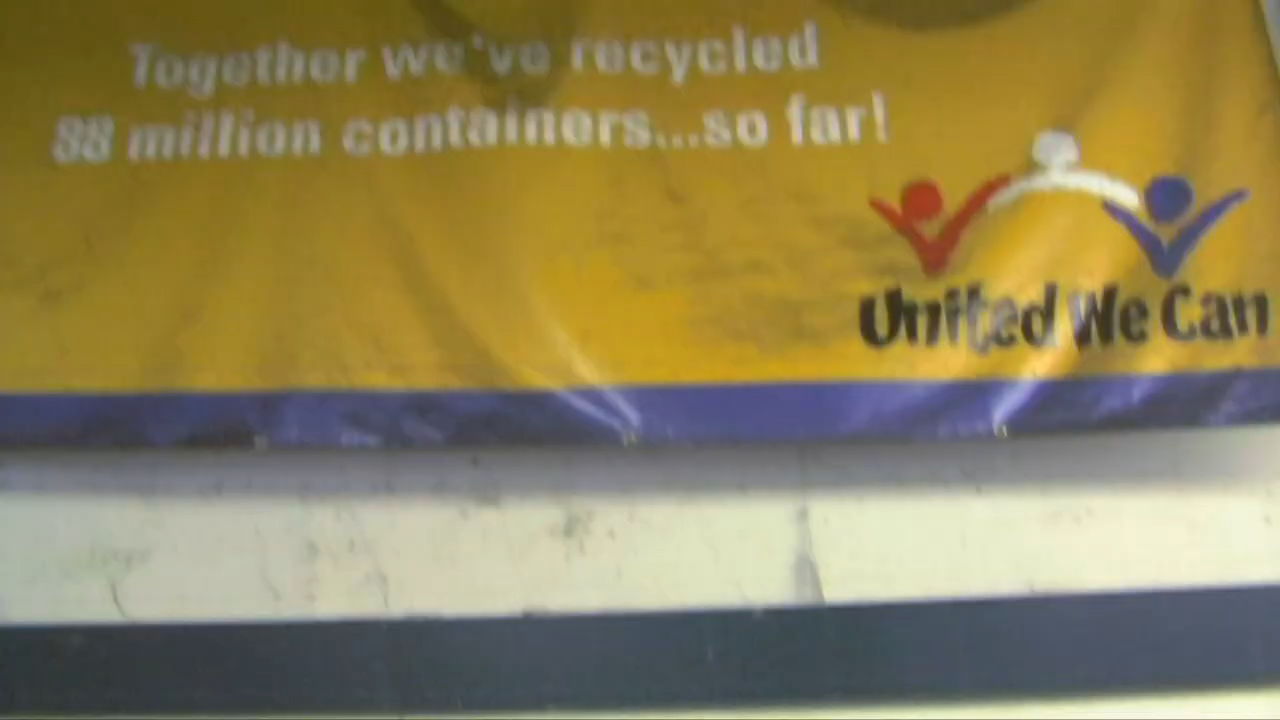 Together we've recycled
88 million containers...so far!
United We Can